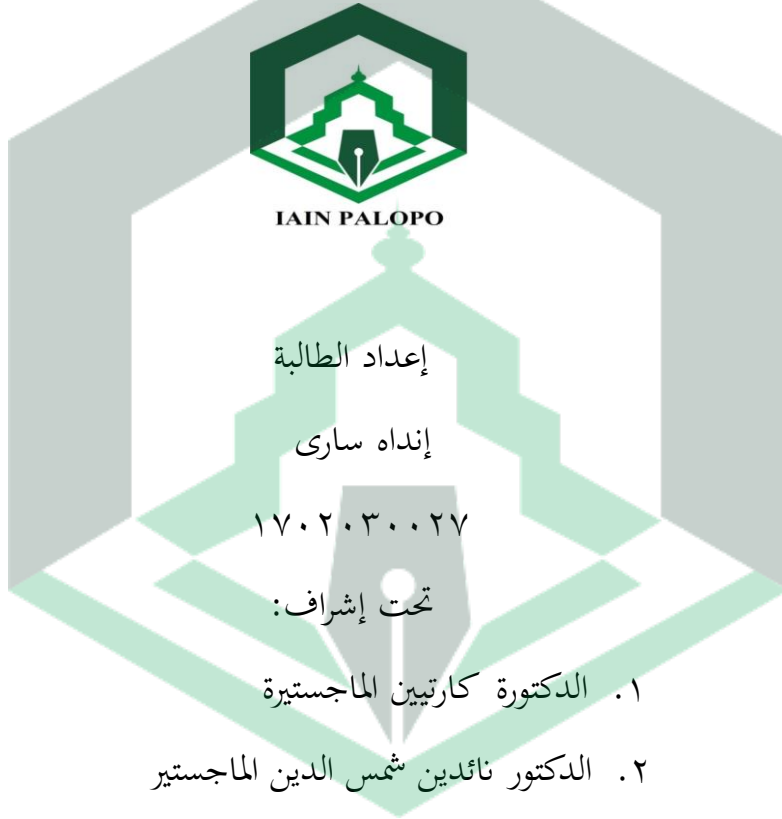 IAIN PALOPO
إعداد الطالبة
إنداه سارى
١٧٠٢٠٣٠٠٢٧
تحت إشراف:
١. الدكتورة كارتيين الماجستيرة
٢. الدكتور نائدين شمس الدين الماجستير